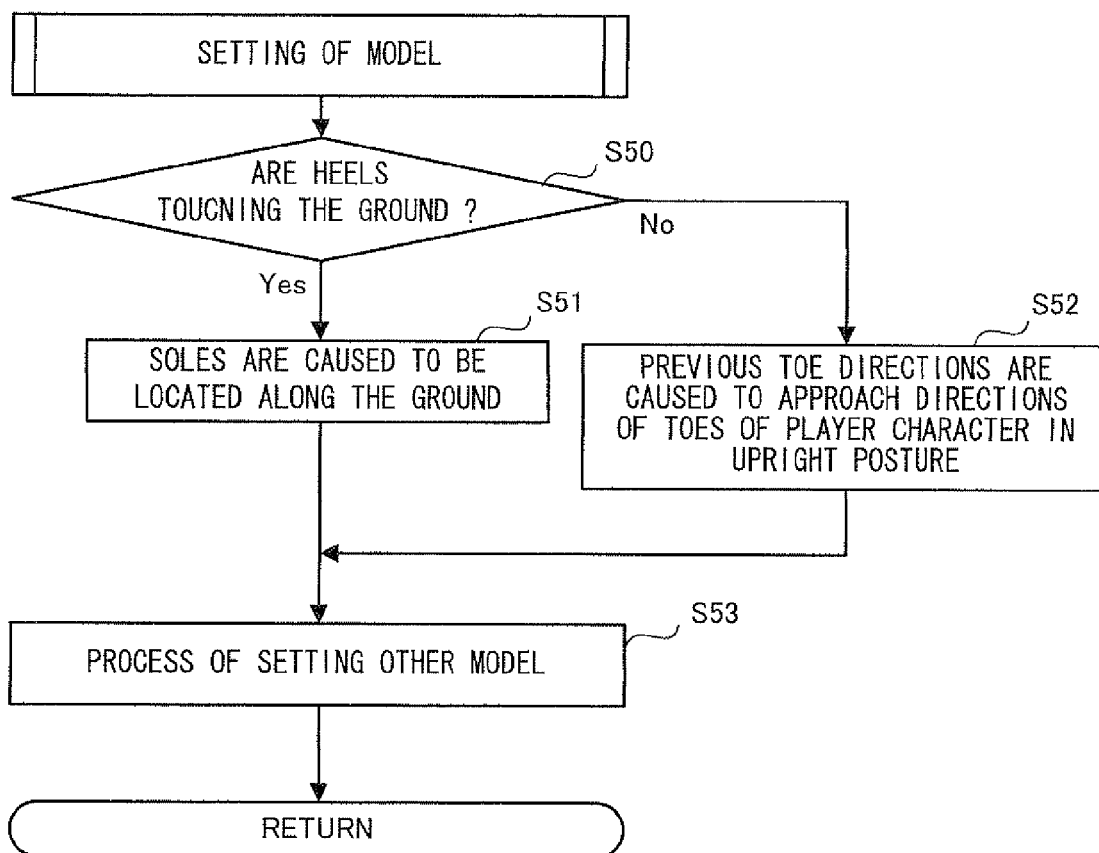 SETTING OF MODEL
S50
ARE HEELS
TOUCNING THE GROUND ?
No
Yes
S51
SOLES ARE CAUSED TO BE
LOCATED ALONG THE GROUND
S52
PREVIOUS TOE DIRECTIONS ARE
CAUSED TO APPROACH DIRECTIONS
OF TOES OF PLAYER CHARACTER IN
UPRIGHT POSTURE
S53
PROCESS OF SETTING OTHER MODEL
RETURN